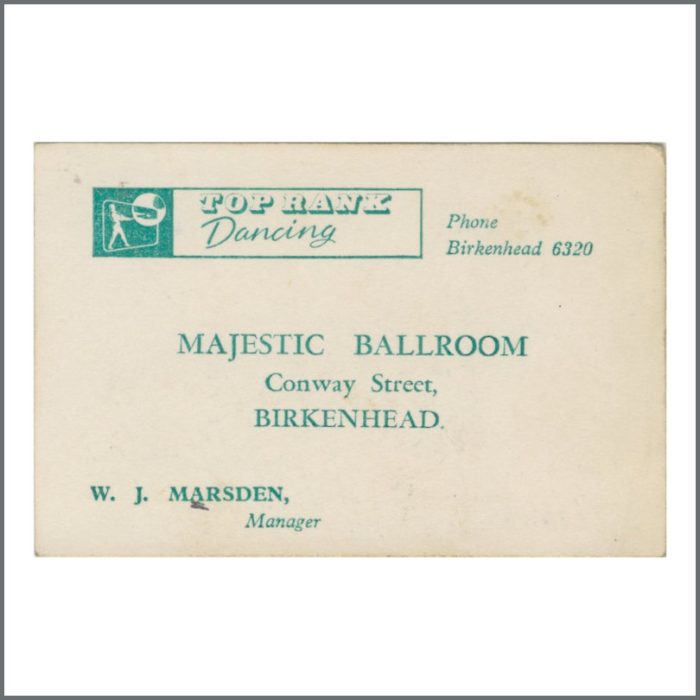 TOP RANK
Dancing
Phone
Birkenhead 6320
MAJESTIC BALLROOM
Conway Street,
BIRKENHEAD.
W. J. MARSDEN,
Manager